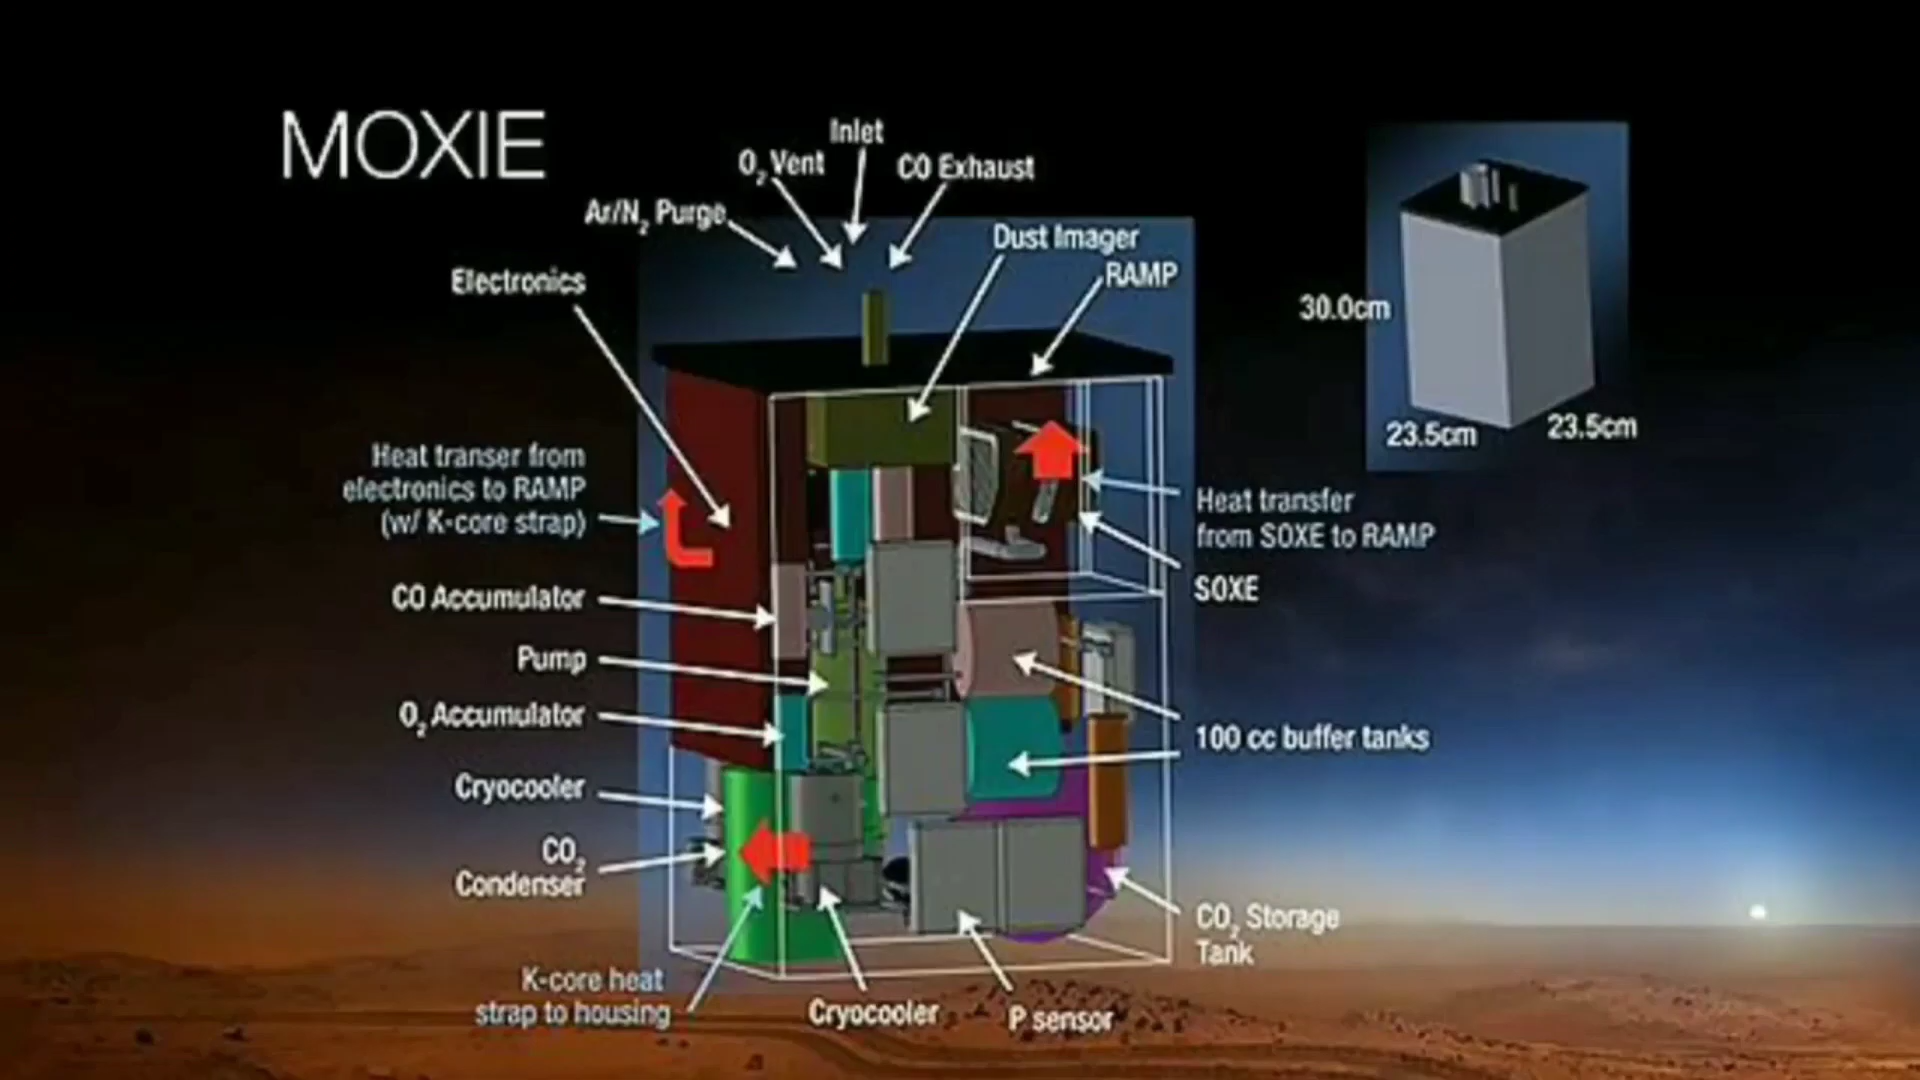 MOXIE
Inlet
O₂ Vent
CO Exhaust
Ar/N₂ Purge
Dust Imager
RAMP
Electronics
30.0cm
23.5cm
23.5cm
Heat transer from
electronics to RAMP
(w/ K-core strap)
Heat transfer
from SOXE to RAMP
SOXE
CO Accumulator
Pump
O₂ Accumulator
100 cc buffer tanks
Cryocooler
CO₂
Condenser
CO₂ Storage
Tank
K-core heat
strap to housing
Cryocooler
P sensor